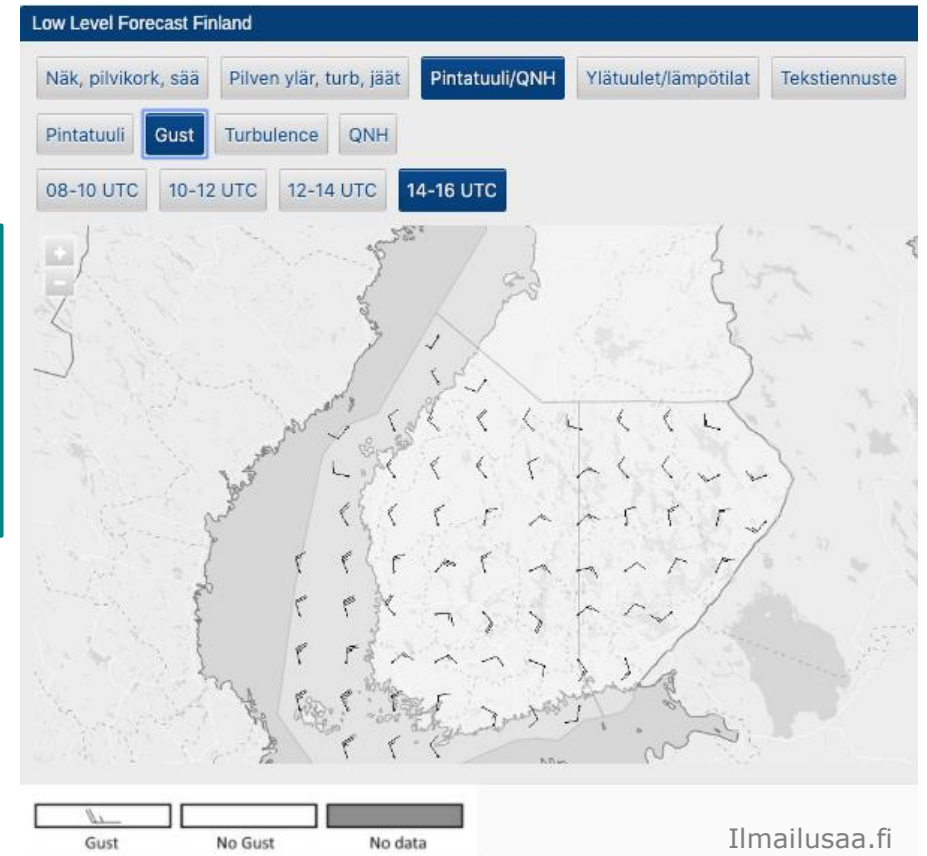 Low Level Forecast Finland
Näk, pilvikork, sää Pilven ylär, turb, jäät Pintatuuli/QNH Ylätuulet/lämpötilat Tekstiennuste
Pintatuuli Gust Turbulence QNH
08-10 UTC 10-12 UTC 12-14 UTC 14-16 UTC
+
-
Gust No Gust No data
Ilmailusaa.fi